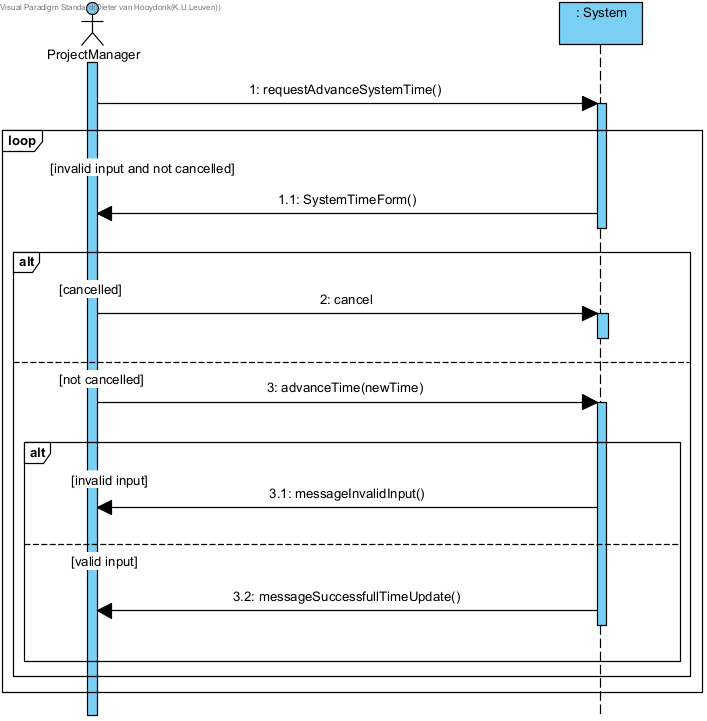 Visual Paradigm Standard(Dieter van Hooydonk(K.U.Leuven))
: System
ProjectManager
1: requestAdvanceSystemTime()
loop
[invalid input and not cancelled]
1.1: SystemTimeForm()
alt
[cancelled]
2: cancel
[not cancelled]
3: advanceTime(newTime)
alt
[invalid input]
3.1: messageInvalidInput()
[valid input]
3.2: messageSuccessfullTimeUpdate()